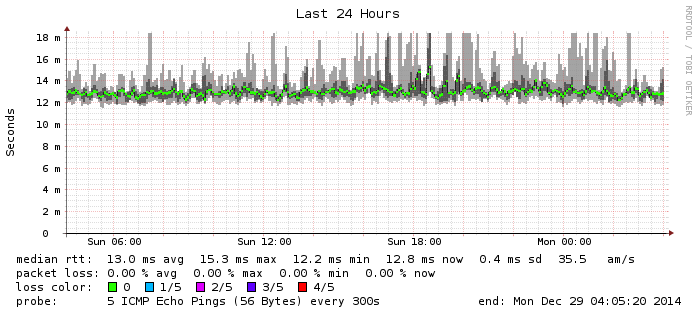 Last 24 Hours
RRDTOOL / TOBI OETIKER
Seconds
18 m
16 m
14 m
12 m
10 m
8 m
6 m
4 m
2 m
0
Sun 06:00 Sun 12:00 Sun 18:00 Mon 00:00
median rtt: 13.0 ms avg 15.3 ms max 12.2 ms min 12.8 ms now 0.4 ms sd 35.5 am/s
packet loss: 0.00 % avg 0.00 % max 0.00 % min 0.00 % now
loss color: 0 1/5 2/5 3/5 4/5
probe: 5 ICMP Echo Pings (56 Bytes) every 300s end: Mon Dec 29 04:05:20 2014